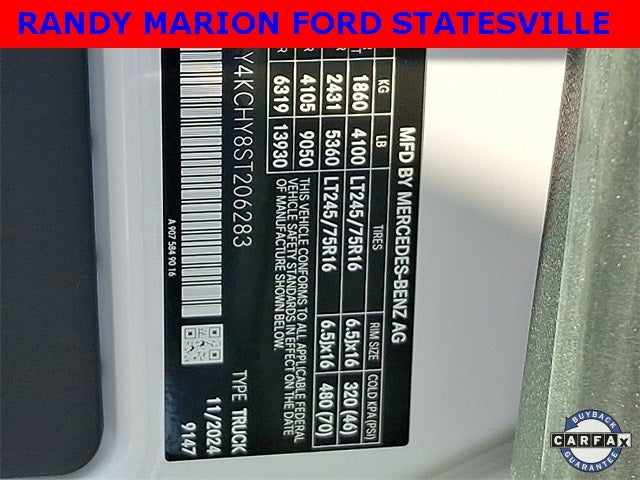 RANDY MARION FORD STATESVILLE
MFD BY MERCEDES-BENZ AG
KG LB TIRES RIM SIZE COLD KPA (PSI)
1860 4100 LT245/75R16 6.5Jx16 320 (46)
2431 5360 LT245/75R16 6.5Jx16 480 (70)
4105 9050 THIS VEHICLE CONFORMS TO ALL APPLICABLE FEDERAL
VEHICLE SAFETY STANDARDS IN EFFECT ON THE DATE
6319 13930 OF MANUFACTURE SHOWN ABOVE.
Y4KCHY8ST206283 TYPE TRUCK
11/2024
A 907 584 90 16 9147
BUYBACK
CARFAX
GUARANTEE